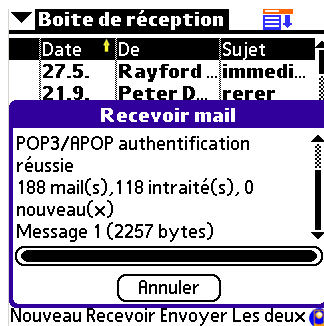 Boite de réception
Date De Sujet
27.5. Rayford ... immedi...
21.9. Peter D... rerer
Recevoir mail
POP3/APOP authentification
réussie
188 mail(s),118 intraité(s), 0
nouveau(x)
Message 1 (2257 bytes)
Annuler
Nouveau Recevoir Envoyer Les deux